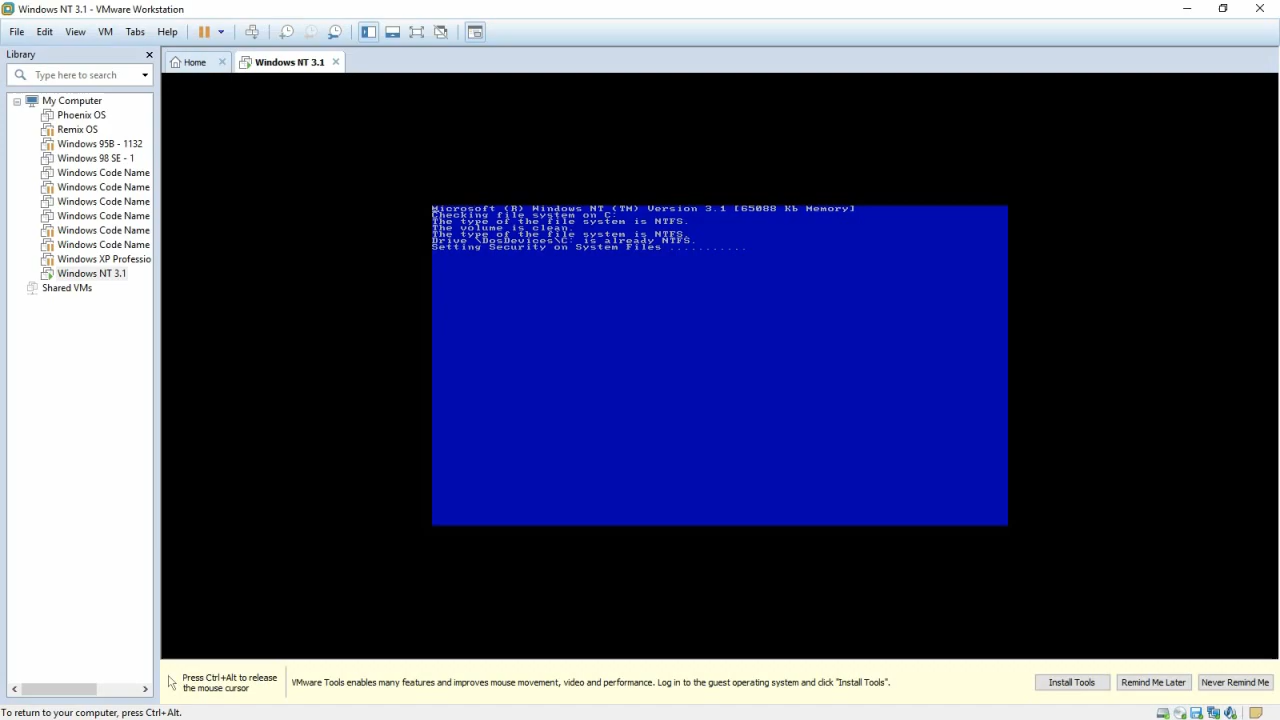 Windows NT 3.1 - VMware Workstation
File Edit View VM Tabs Help
Library
Type here to search
Home
Windows NT 3.1
My Computer
Phoenix OS
Remix OS
Windows 95B - 1132
Windows 98 SE - 1
Windows Code Name
Windows Code Name
Windows Code Name
Windows Code Name
Windows Code Name
Windows Code Name
Windows XP Professio
Windows NT 3.1
Shared VMs
Microsoft (R) Windows NT (TM) Version 3.1 [65088 Kb Memory]
Checking file system on C:
The type of the file system is NTFS.
The volume is clean.
The type of the file system is NTFS.
Drive \DosDevices\C: is already NTFS.
Setting Security on System Files ...........
Press Ctrl+Alt to release
the mouse cursor
VMware Tools enables many features and improves mouse movement, video and performance. Log in to the guest operating system and click "Install Tools".
Install Tools
Remind Me Later
Never Remind Me
To return to your computer, press Ctrl+Alt.